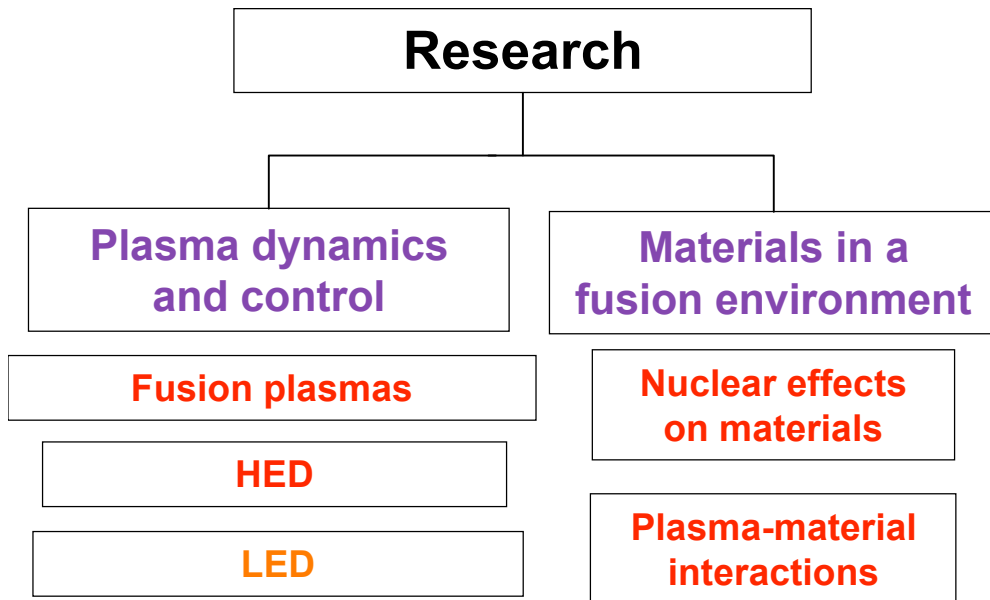 Research
Plasma dynamics
and control
Fusion plasmas
HED
LED
Materials in a
fusion environment
Nuclear effects
on materials
Plasma-material
interactions